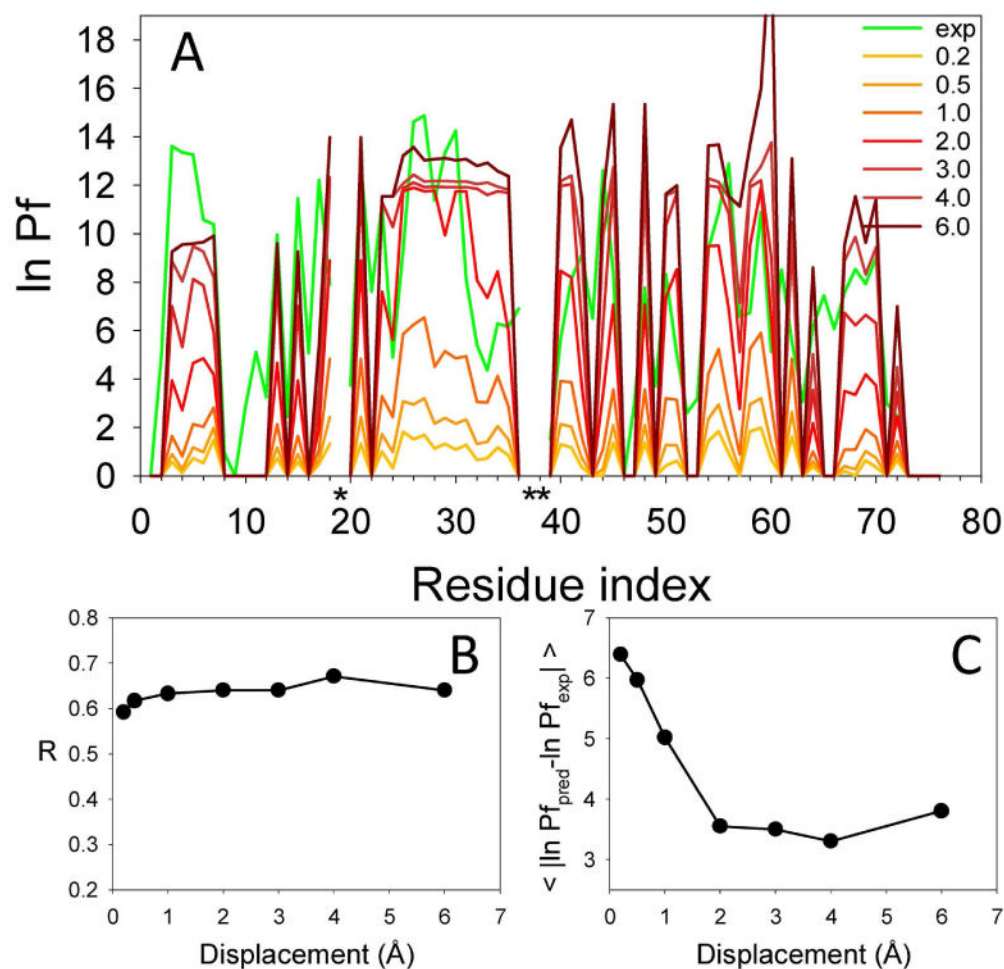 A
ln Pf
18
16
14
12
10
8
6
4
2
0
exp
0.2
0.5
1.0
2.0
3.0
4.0
6.0
* **
0 10 20 30 40 50 60 70 80
Residue index
B
R
0.8
0.7
0.6
0.5
0.4
0.3
0.2
0 1 2 3 4 5 6 7
Displacement (Å)
C
< |ln Pfpred-ln Pfexp| >
7
6
5
4
3
0 1 2 3 4 5 6 7
Displacement (Å)